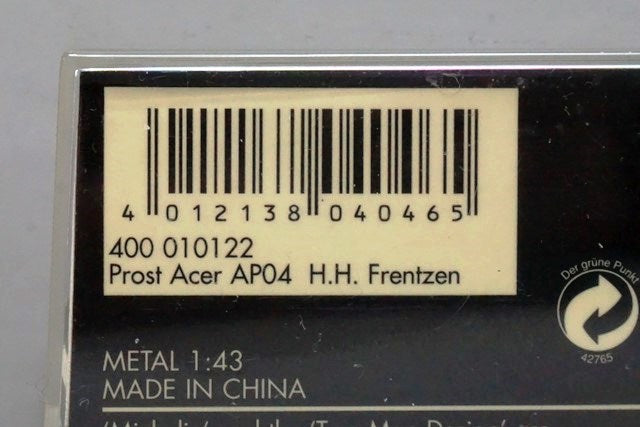 4 012138 040465
400 010122
Prost Acer AP04 H.H. Frentzen
Der grüne Punkt
42765
METAL 1:43
MADE IN CHINA